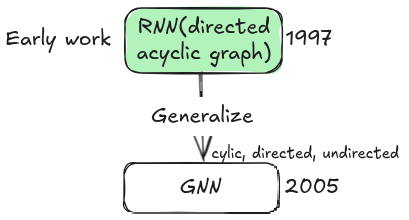 Early work
RNN(directed
acyclic graph)
1997
Generalize
cylic, directed, undirected
GNN
2005